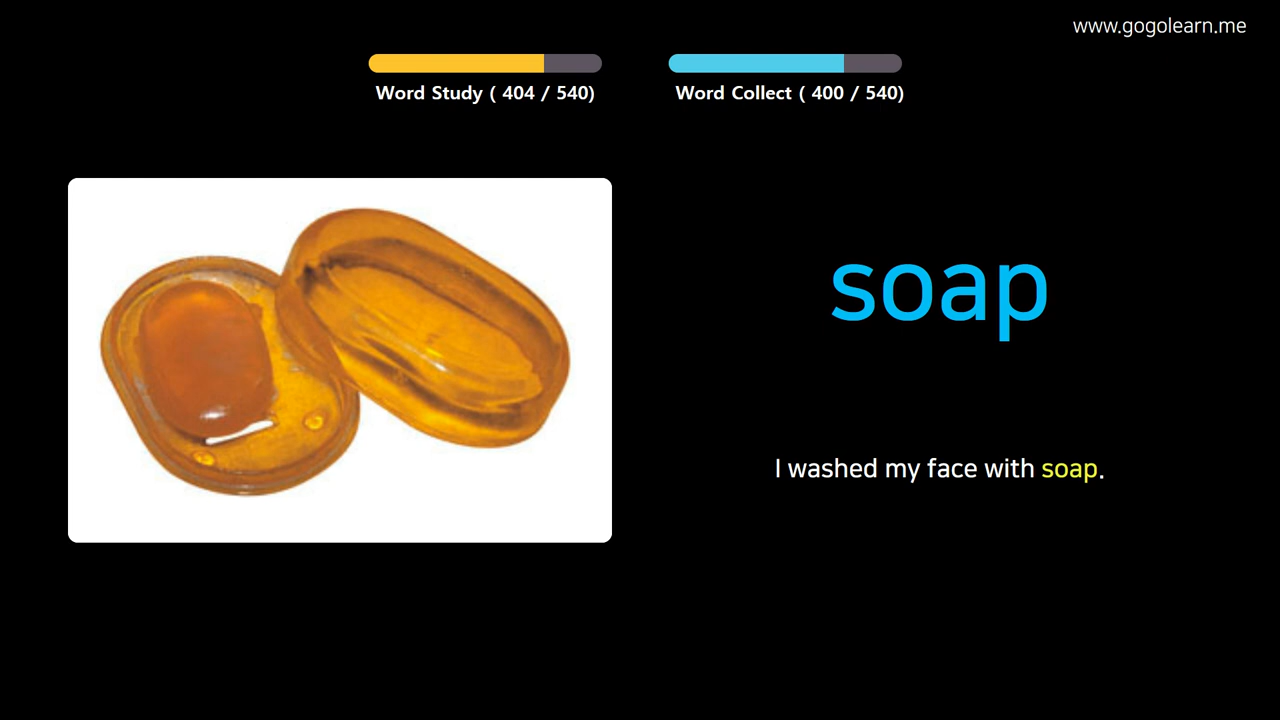 www.gogolearn.me
Word Study ( 404 / 540)
Word Collect ( 400 / 540)
soap
I washed my face with soap.